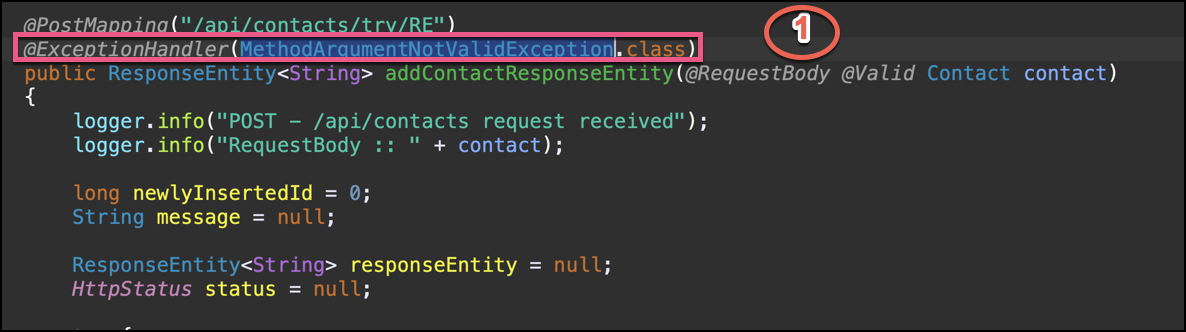 @PostMapping("/api/contacts/try/RE")
1
@ExceptionHandler(MethodArgumentNotValidException.class)
public ResponseEntity<String> addContactResponseEntity(@RequestBody @Valid Contact contact)
{
logger.info("POST - /api/contacts request received");
logger.info("RequestBody :: " + contact);
long newlyInsertedId = 0;
String message = null;
ResponseEntity<String> responseEntity = null;
HttpStatus status = null;